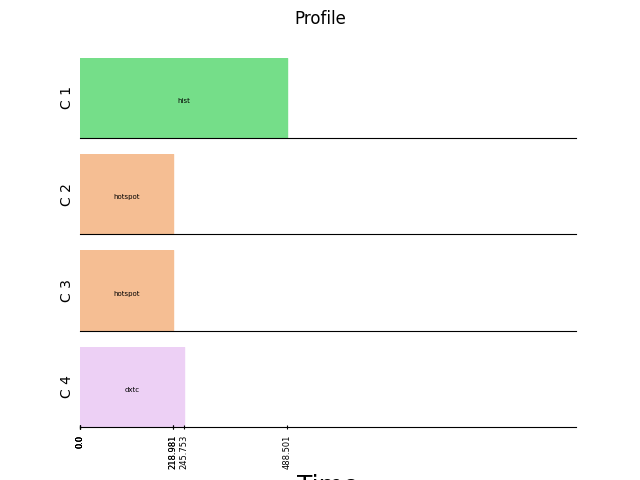 Profile
C 1
hist
C 2
hotspot
C 3
hotspot
C 4
dxtc
0.0
218.981
245.753
488.501
Time